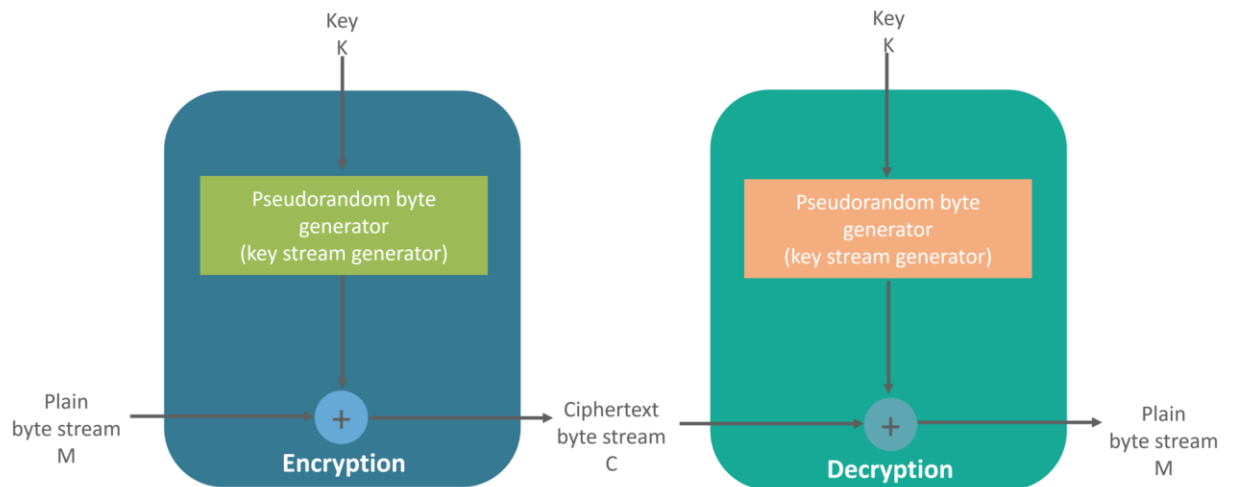 Key
K
Key
K
Pseudorandom byte
generator
(key stream generator)
Pseudorandom byte
generator
(key stream generator)
Plain
byte stream
M
+
Ciphertext
byte stream
C
+
Plain
byte stream
M
Encryption
Decryption